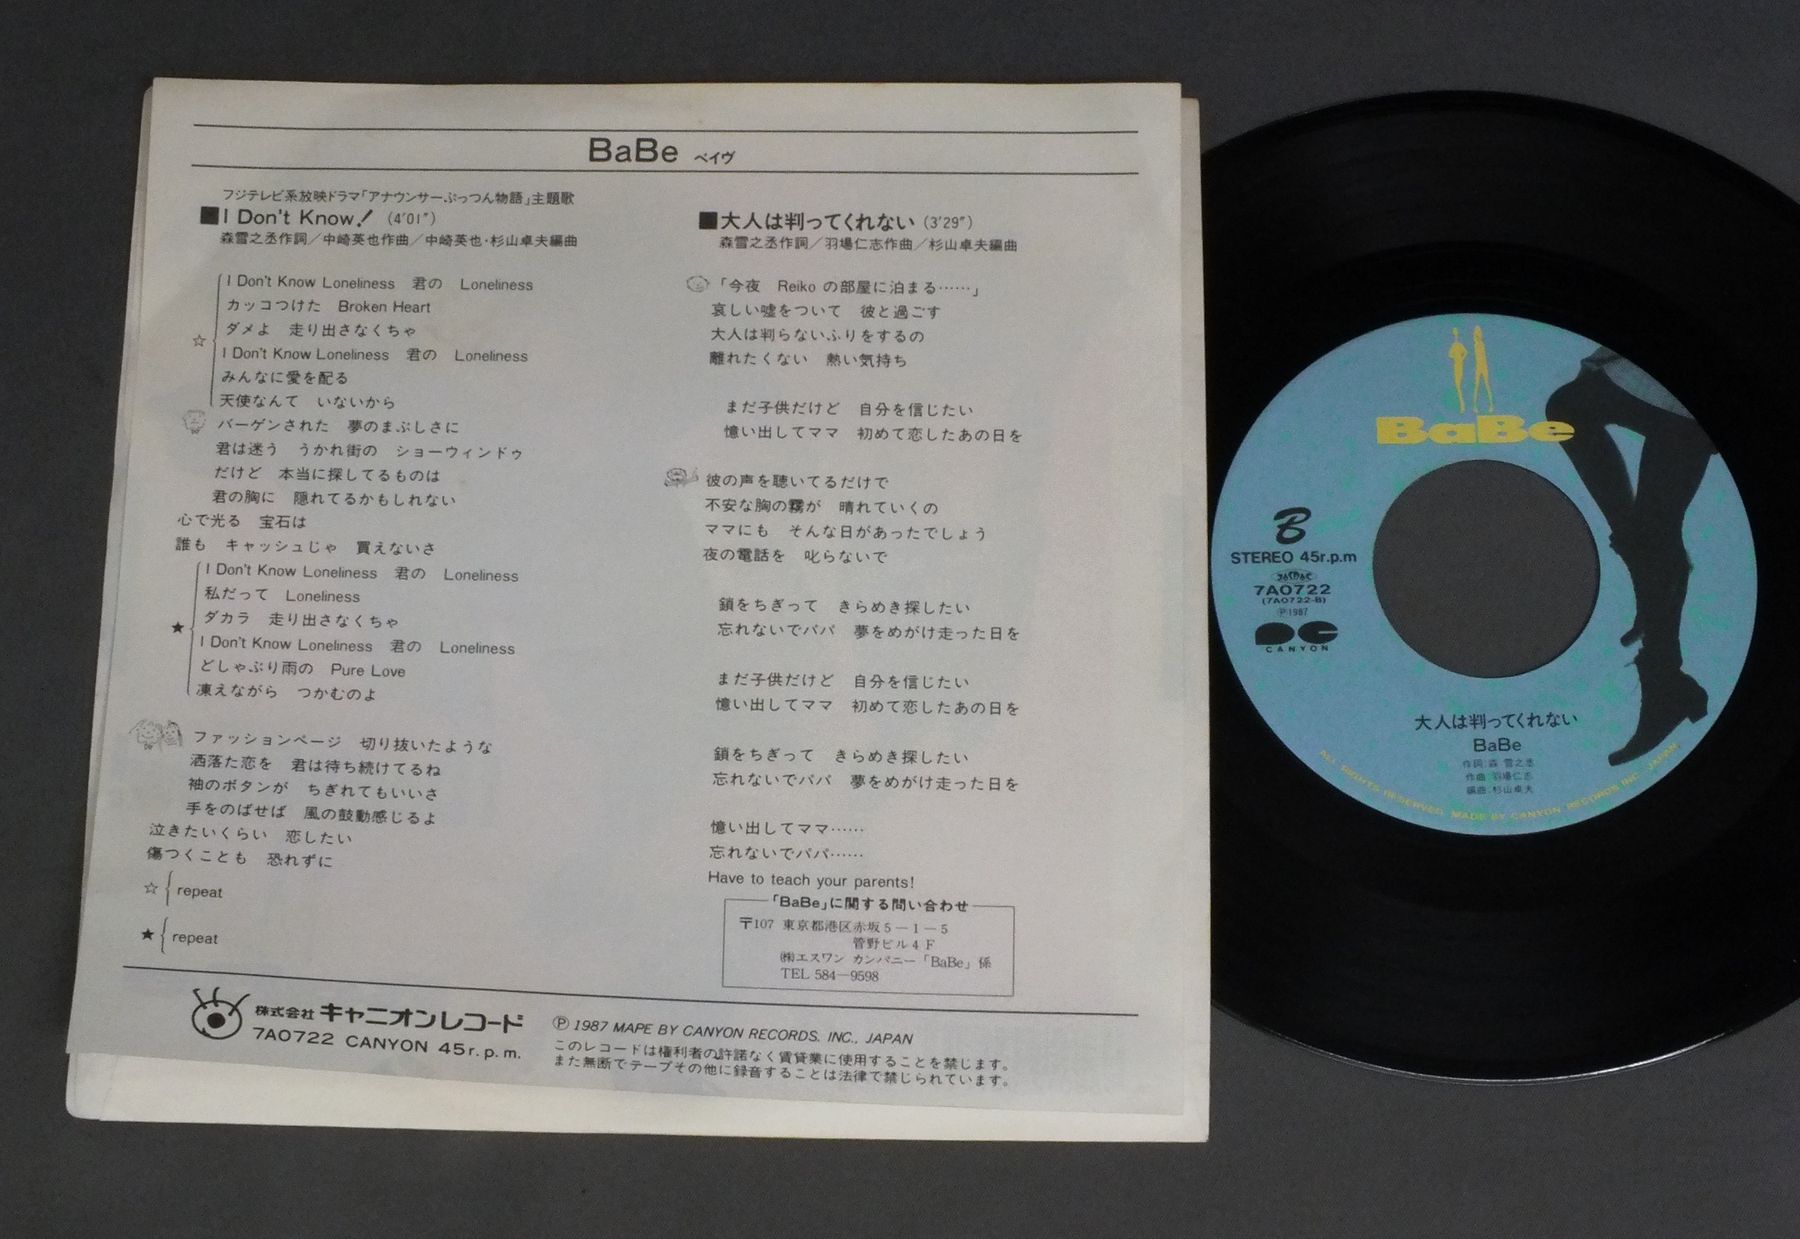 BaBe ベイヴ
フジテレビ系放映ドラマ「アナウンサーぷっつん物語」主題歌
■I Don't Know! (4'01")
森雪之丞作詞／中崎英也作曲／中崎英也・杉山卓夫編曲
I Don't Know Loneliness 君の Loneliness
カッコつけた Broken Heart
ダメよ 走り出さなくちゃ
☆
I Don't Know Loneliness 君の Loneliness
みんなに愛を配る
天使なんて いないから
バーゲンされた 夢のまぶしさに
君は迷う うかれ街の ショーウィンドゥ
だけど 本当に探してるものは
君の胸に 隠れてるかもしれない
心で光る 宝石は
誰も キャッシュじゃ 買えないさ
I Don't Know Loneliness 君の Loneliness
私だって Loneliness
ダカラ 走り出さなくちゃ
★
I Don't Know Loneliness 君の Loneliness
どしゃぶり雨の Pure Love
凍えながら つかむのよ
ファッションページ 切り抜いたような
洒落た恋を 君は待ち続けてるね
袖のボタンが ちぎれてもいいさ
手をのばせば 風の鼓動感じるよ
泣きたいくらい 恋したい
傷つくことも 恐れずに
☆{repeat
★{repeat
■大人は判ってくれない (3'29")
森雪之丞作詞／羽場仁志作曲／杉山卓夫編曲
「今夜 Reiko の部屋に泊まる……」
哀しい嘘をついて 彼と過ごす
大人は判らないふりをするの
離れたくない 熱い気持ち
まだ子供だけど 自分を信じたい
憶い出してママ 初めて恋したあの日を
彼の声を聴いてるだけで
不安な胸の霧が 晴れていくの
ママにも そんな日があったでしょう
夜の電話を 叱らないで
鎖をちぎって きらめき探したい
忘れないでパパ 夢をめがけ走った日を
まだ子供だけど 自分を信じたい
憶い出してママ 初めて恋したあの日を
鎖をちぎって きらめき探したい
忘れないでパパ 夢をめがけ走った日を
憶い出してママ……
忘れないでパパ……
Have to teach your parents!
「BaBe」に関する問い合わせ
〒107 東京都港区赤坂5－1－5
管野ビル4F
㈱エスワン カンパニー「BaBe」係
TEL 584－9598
株式会社 キャニオンレコード
7A0722 CANYON 45r.p.m.
Ⓟ 1987 MAPE BY CANYON RECORDS. INC., JAPAN
このレコードは権利者の許諾なく賃貸業に使用することを禁じます。
また無断でテープその他に録音することは法律で禁じられています。
BaBe
B
STEREO 45r.p.m
JASRAC
7A0722
(7A0722-B)
Ⓟ1987
CANYON
大人は判ってくれない
BaBe
作詞:森 雪之丞
作曲:羽場仁志
編曲:杉山卓夫
ALL RIGHTS RESERVED. MADE BY CANYON RECORDS INC. JAPAN